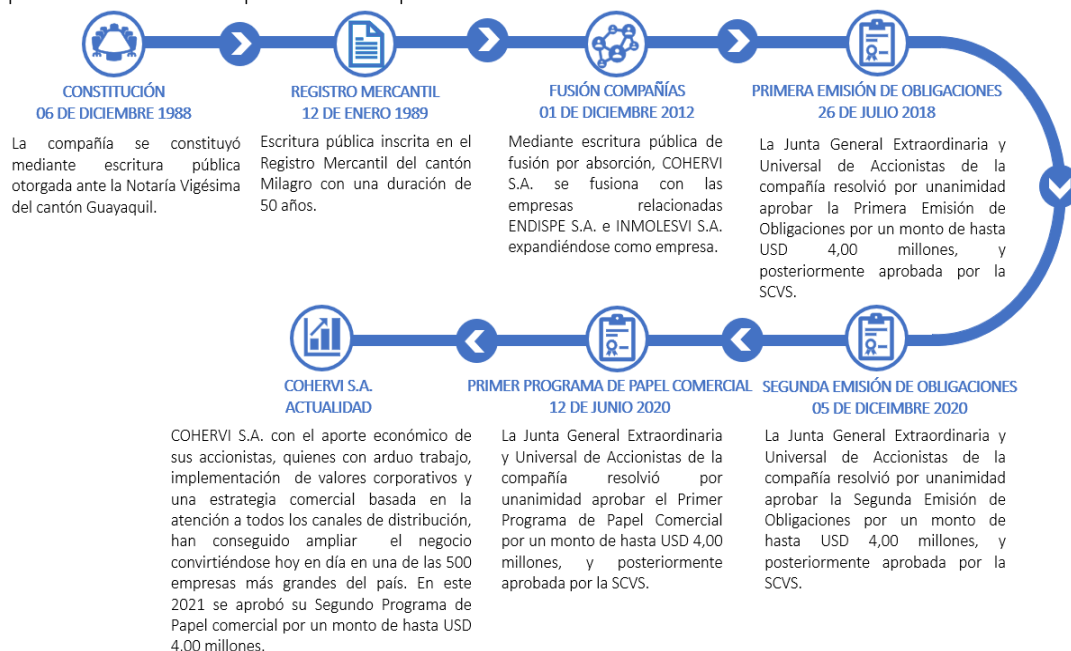 CONSTITUCIÓN
06 DE DICIEMBRE 1988
La compañía se constituyó
mediante escritura pública
otorgada ante la Notaría Vigésima
del cantón Guayaquil.
REGISTRO MERCANTIL
12 DE ENERO 1989
Escritura pública inscrita en el
Registro Mercantil del cantón
Milagro con una duración de
50 años.
FUSIÓN COMPAÑÍAS
01 DE DICIEMBRE 2012
Mediante escritura pública de
fusión por absorción, COHERVI
S.A. se fusiona con las
empresas relacionadas
ENDISPE S.A. e INMOLESVI S.A.
expandiéndose como empresa.
PRIMERA EMISIÓN DE OBLIGACIONES
26 DE JULIO 2018
La Junta General Extraordinaria y
Universal de Accionistas de la
compañía resolvió por unanimidad
aprobar la Primera Emisión de
Obligaciones por un monto de hasta
USD 4,00 millones, y
posteriormente aprobada por la
SCVS.
SEGUNDA EMISIÓN DE OBLIGACIONES
05 DE DICEIMBRE 2020
La Junta General Extraordinaria y
Universal de Accionistas de la
compañía resolvió por unanimidad
aprobar la Segunda Emisión de
Obligaciones por un monto de
hasta USD 4,00 millones, y
posteriormente aprobada por la
SCVS.
PRIMER PROGRAMA DE PAPEL COMERCIAL
12 DE JUNIO 2020
La Junta General Extraordinaria
y Universal de Accionistas de la
compañía resolvió por
unanimidad aprobar el Primer
Programa de Papel Comercial
por un monto de hasta USD 4,00
millones, y posteriormente
aprobada por la SCVS.
COHERVI S.A.
ACTUALIDAD
COHERVI S.A. con el aporte económico de
sus accionistas, quienes con arduo trabajo,
implementación de valores corporativos y
una estrategia comercial basada en la
atención a todos los canales de distribución,
han conseguido ampliar el negocio
convirtiéndose hoy en día en una de las 500
empresas más grandes del país. En este
2021 se aprobó su Segundo Programa de
Papel comercial por un monto de hasta USD
4,00 millones.